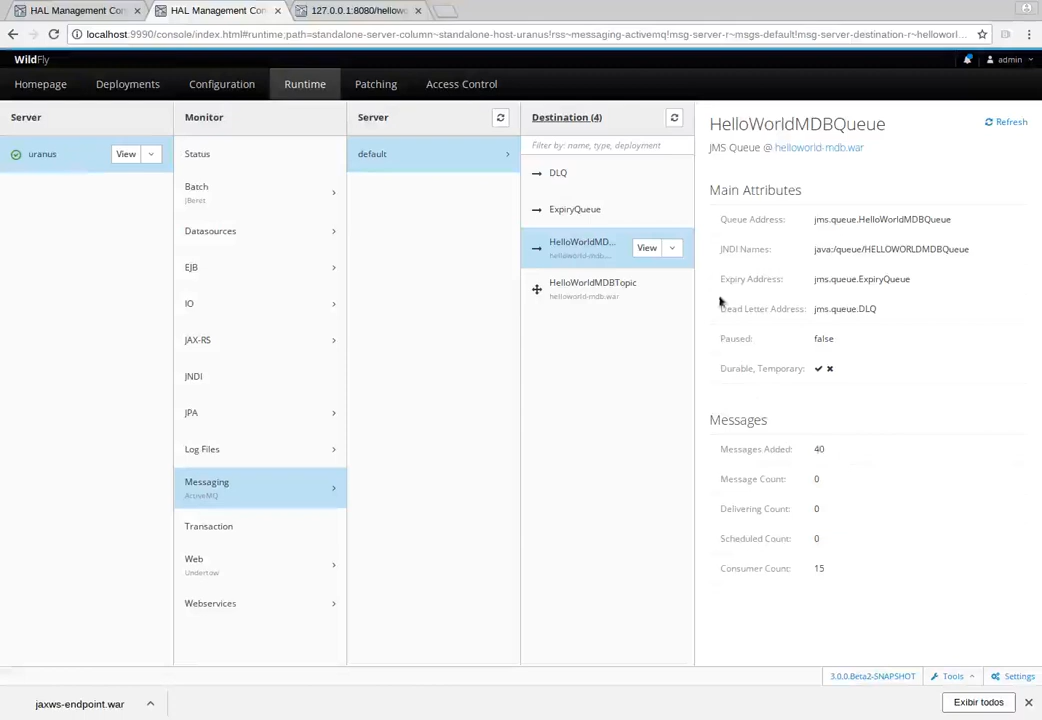 HAL Management Co
HAL Management Co
127.0.0.1:8080/hellow
localhost:9990/console/index.html#runtime;path=standalone-server-column~standalone-host-uranus!rss~messaging-activemq!msg-server-r~msgs-default!msg-server-destination-r~helloworl...
WildFly
admin
Homepage
Deployments
Configuration
Runtime
Patching
Access Control
Server
uranus
View
Monitor
Status
Batch
JBeret
Datasources
EJB
IO
JAX-RS
JNDI
JPA
Log Files
Messaging
ActiveMQ
Transaction
Web
Undertow
Webservices
Server
default
Destination (4)
Filter by: name, type, deployment
DLQ
ExpiryQueue
HelloWorldMD...
helloworld-mdb....
View
HelloWorldMDBTopic
helloworld-mdb.war
HelloWorldMDBQueue
Refresh
JMS Queue @ helloworld-mdb.war
Main Attributes
Queue Address: jms.queue.HelloWorldMDBQueue
JNDI Names: java:/queue/HELLOWORLDMDBQueue
Expiry Address: jms.queue.ExpiryQueue
Dead Letter Address: jms.queue.DLQ
Paused: false
Durable, Temporary:
Messages
Messages Added: 40
Message Count: 0
Delivering Count: 0
Scheduled Count: 0
Consumer Count: 15
3.0.0.Beta2-SNAPSHOT
Tools
Settings
jaxws-endpoint.war
Exibir todos